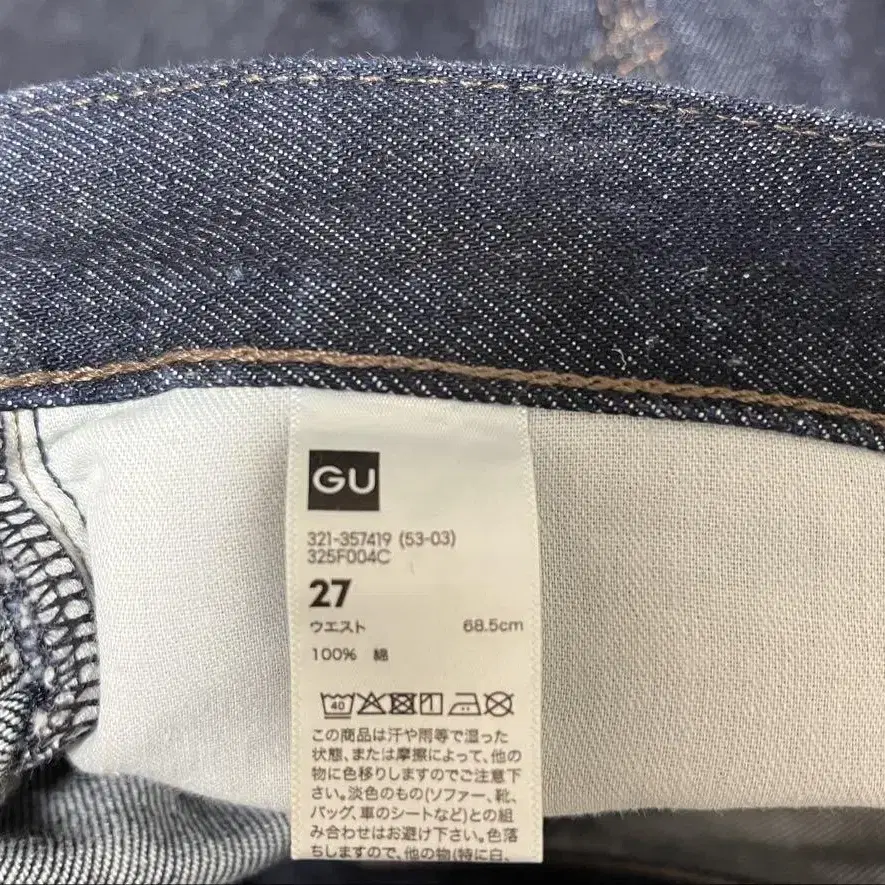 GU
321-357419 (53-03)
325F004C
27
ウエスト 68.5cm
100% 綿
40
この商品は汗や雨等で湿った
状態、または摩擦によって、他の
物に色移りしますのでご注意下
さい。淡色のもの(ソファー、靴、
バッグ、車のシートなど)との組
み合わせはお避け下さい。色落
ちしますので、他の物(特に白、